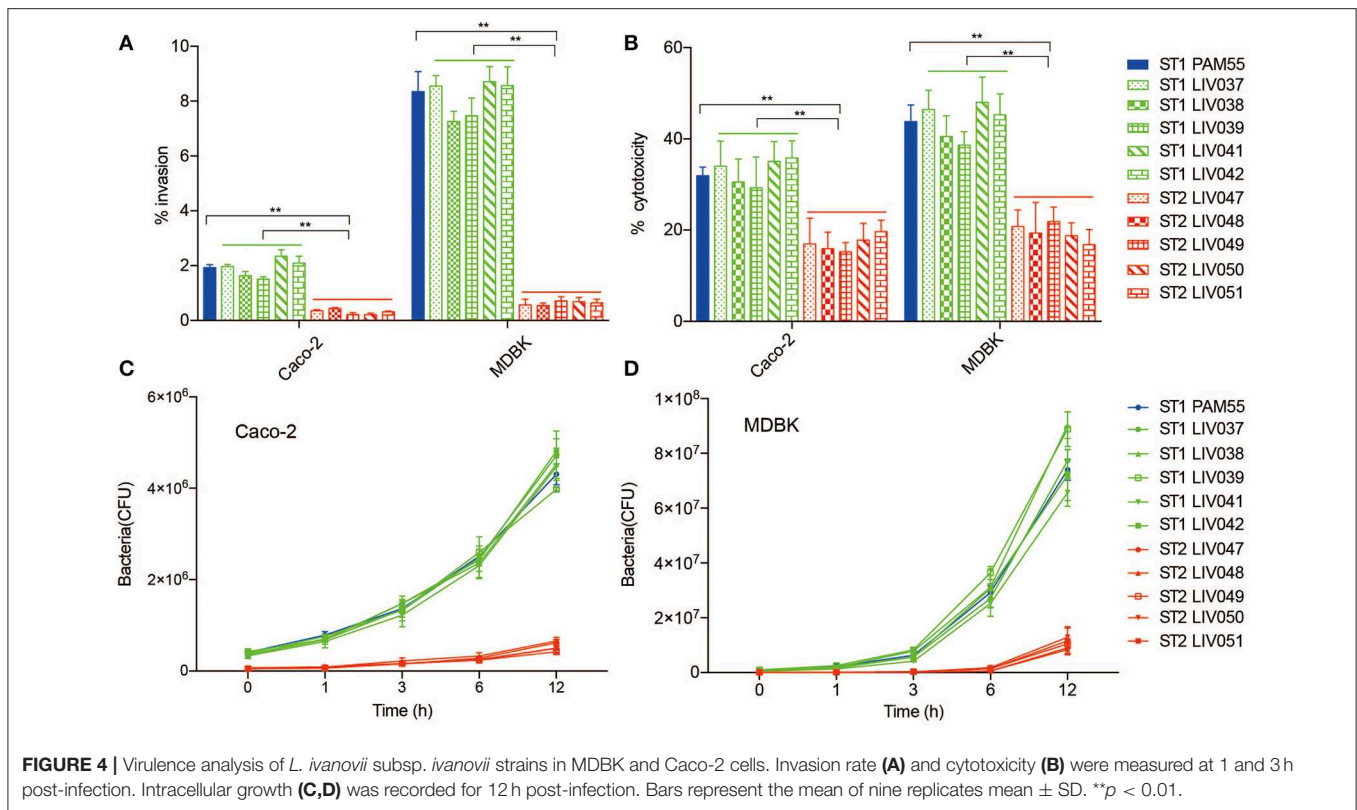 A
**
**
**
**
% invasion
10
8
6
4
2
0
Caco-2
MDBK
B
**
**
**
**
% cytotoxicity
60
40
20
0
Caco-2
MDBK
ST1 PAM55
ST1 LIV037
ST1 LIV038
ST1 LIV039
ST1 LIV041
ST1 LIV042
ST2 LIV047
ST2 LIV048
ST2 LIV049
ST2 LIV050
ST2 LIV051
C
Caco-2
Bacteria(CFU)
6×10⁶
4×10⁶
2×10⁶
0
0 1 3 6 12
Time (h)
D
MDBK
Bacteria(CFU)
1×10⁸
8×10⁷
6×10⁷
4×10⁷
2×10⁷
0
0 1 3 6 12
Time (h)
ST1 PAM55
ST1 LIV037
ST1 LIV038
ST1 LIV039
ST1 LIV041
ST1 LIV042
ST2 LIV047
ST2 LIV048
ST2 LIV049
ST2 LIV050
ST2 LIV051
FIGURE 4 | Virulence analysis of L. ivanovii subsp. ivanovii strains in MDBK and Caco-2 cells. Invasion rate (A) and cytotoxicity (B) were measured at 1 and 3 h
post-infection. Intracellular growth (C,D) was recorded for 12 h post-infection. Bars represent the mean of nine replicates mean ± SD. **p < 0.01.